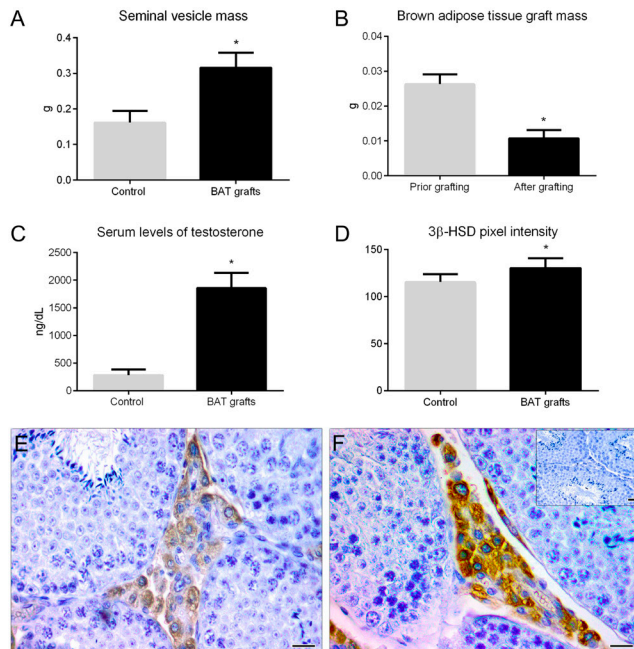 A
Seminal vesicle mass
g
0.4
0.3
0.2
0.1
0.0
*
Control
BAT grafts
B
Brown adipose tissue graft mass
g
0.04
0.03
0.02
0.01
0.00
*
Prior grafting
After grafting
C
Serum levels of testosterone
ng/dL
2500
2000
1500
1000
500
0
*
Control
BAT grafts
D
3β-HSD pixel intensity
150
100
50
0
*
Control
BAT grafts
E
F